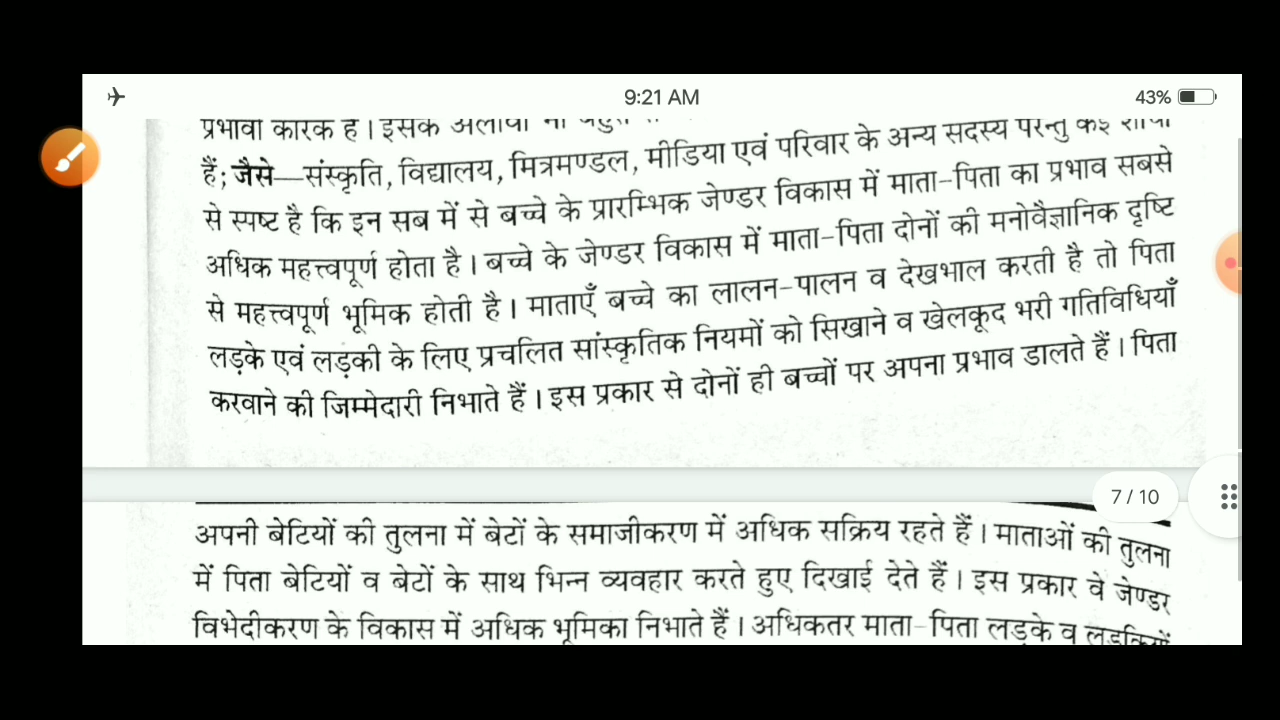 9:21 AM
43%
प्रभावी कारक हैं। इसके अलावा भी
हैं; जैसे—संस्कृति, विद्यालय, मित्रमण्डल, मीडिया एवं परिवार के अन्य सदस्य परन्तु कई शोधों
से स्पष्ट है कि इन सब में से बच्चे के प्रारम्भिक जेण्डर विकास में माता-पिता का प्रभाव सबसे
अधिक महत्त्वपूर्ण होता है। बच्चे के जेण्डर विकास में माता-पिता दोनों की मनोवैज्ञानिक दृष्टि
से महत्त्वपूर्ण भूमिक होती है। माताएँ बच्चे का लालन-पालन व देखभाल करती है तो पिता
लड़के एवं लड़की के लिए प्रचलित सांस्कृतिक नियमों को सिखाने व खेलकूद भरी गतिविधियाँ
करवाने की जिम्मेदारी निभाते हैं। इस प्रकार से दोनों ही बच्चों पर अपना प्रभाव डालते हैं। पिता
7 / 10
अपनी बेटियों की तुलना में बेटों के समाजीकरण में अधिक सक्रिय रहते हैं। माताओं की तुलना
में पिता बेटियों व बेटों के साथ भिन्न व्यवहार करते हुए दिखाई देते हैं। इस प्रकार वे जेण्डर
विभेदीकरण के विकास में अधिक भूमिका निभाते हैं। अधिकतर माता-पिता लड़के व लड़कियों